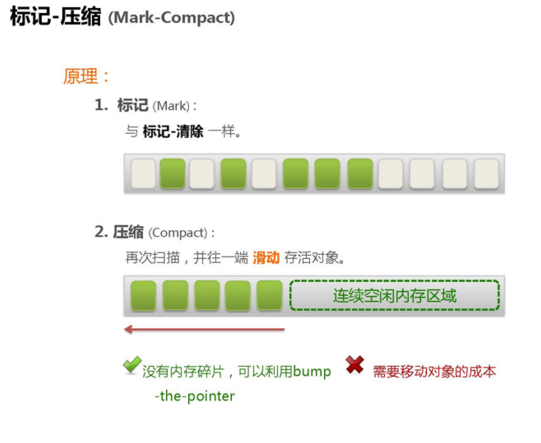 标记-压缩 (Mark-Compact)
原理：
1. 标记 (Mark)：
与 标记-清除 一样。
2. 压缩 (Compact)：
再次扫描，并往一端 滑动 存活对象。
连续空闲内存区域
没有内存碎片，可以利用bump
-the-pointer
需要移动对象的成本